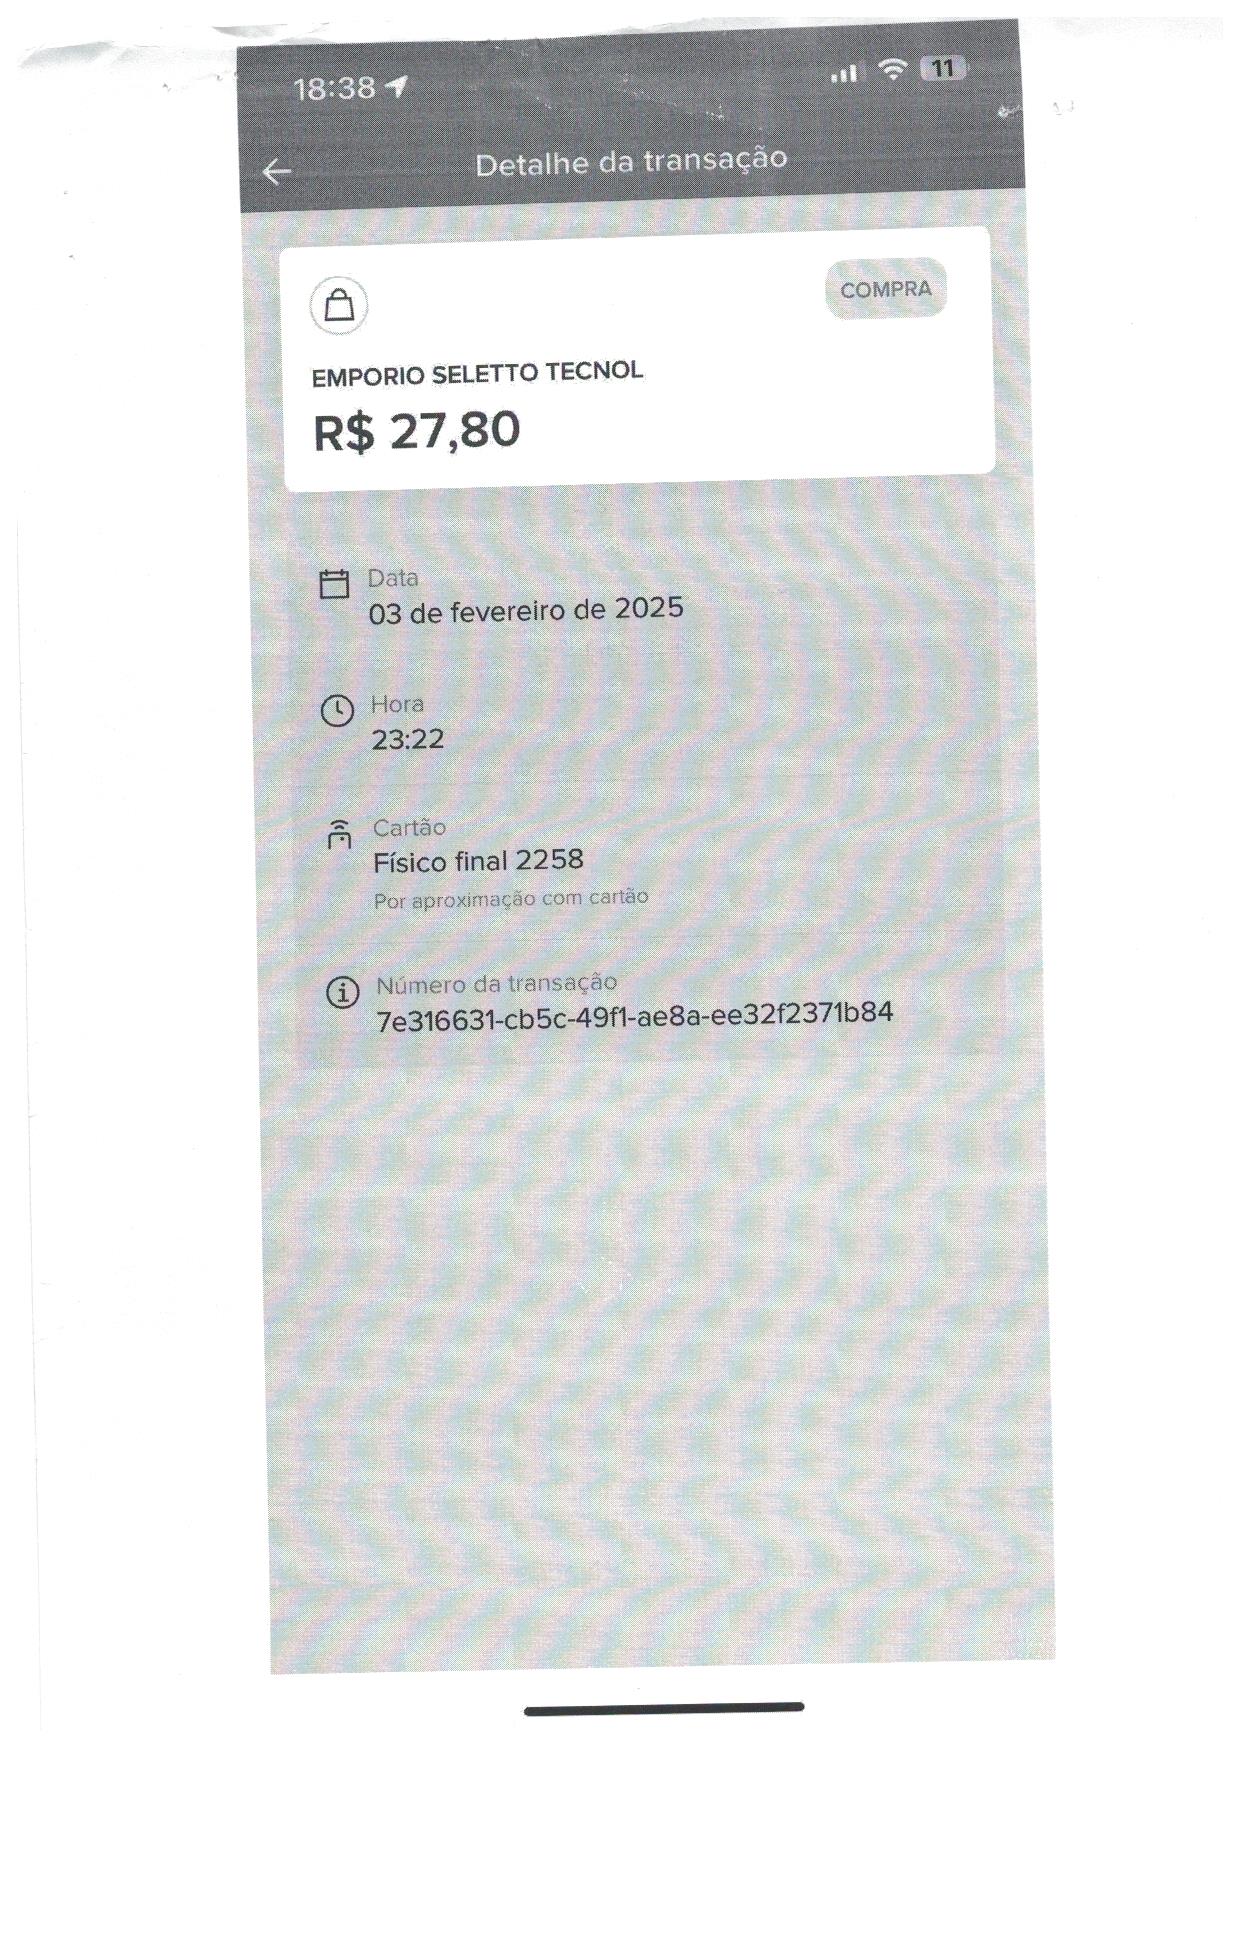 18:38
11
Detalhe da transação
COMPRA
EMPORIO SELETTO TECNOL
R$ 27,80
Data
03 de fevereiro de 2025
Hora
23:22
Cartão
Físico final 2258
Por aproximação com cartão
Número da transação
7e316631-cb5c-49f1-ae8a-ee32f2371b84